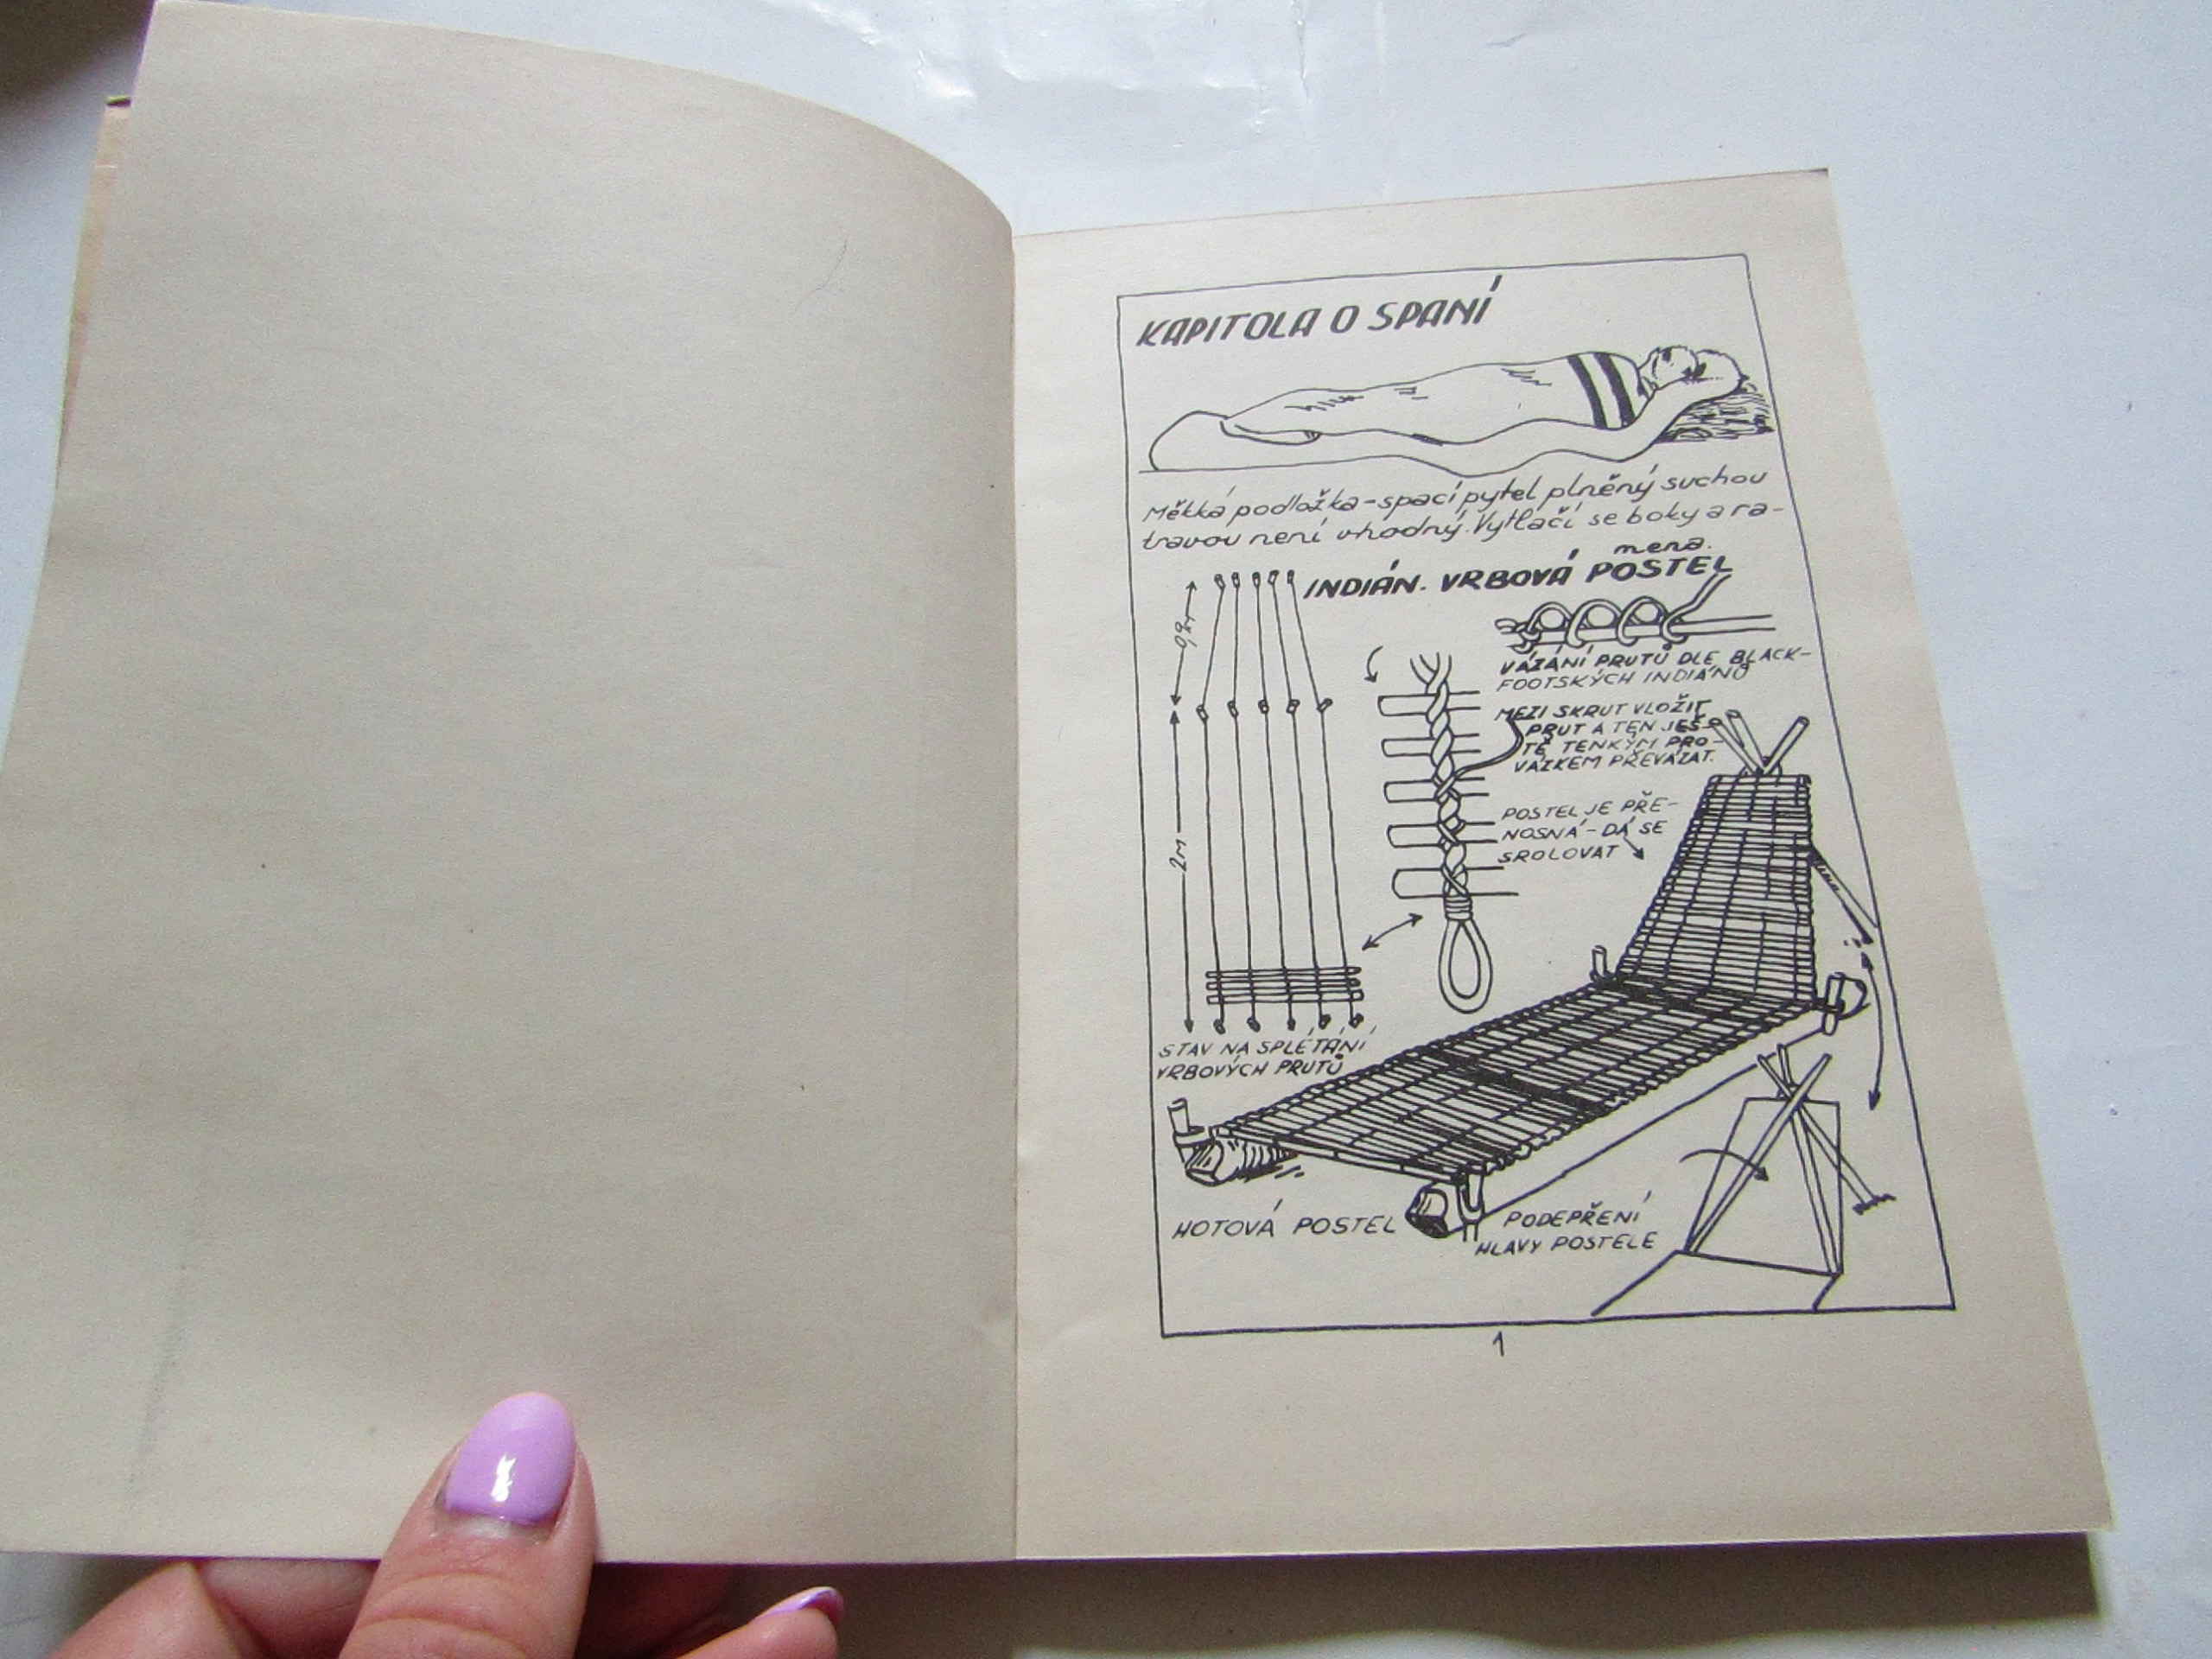 KAPITOLA O SPANÍ
Měkká podložka-spací pytel plněný suchou
travou není vhodný. Vytlačí se boky a ra-
mena.
INDIÁN. VRBOVÁ POSTEL
VÁZÁNÍ PRUTŮ DLE BLACK-
FOOTSKÝCH INDIÁNŮ
MEZI SKRUT VLOŽIT
PRUT A TEN JEŠ-
TĚ TENKÝM PRO-
VÁZKEM PŘEVÁZAT.
POSTEL JE PŘE-
NOSNÁ - DÁ SE
SROLOVAT
2m
STAV NA SPLÉTÁNÍ
VRBOVÝCH PRUTŮ
HOTOVÁ POSTEL
PODEPŘENÍ
HLAVY POSTELE
1